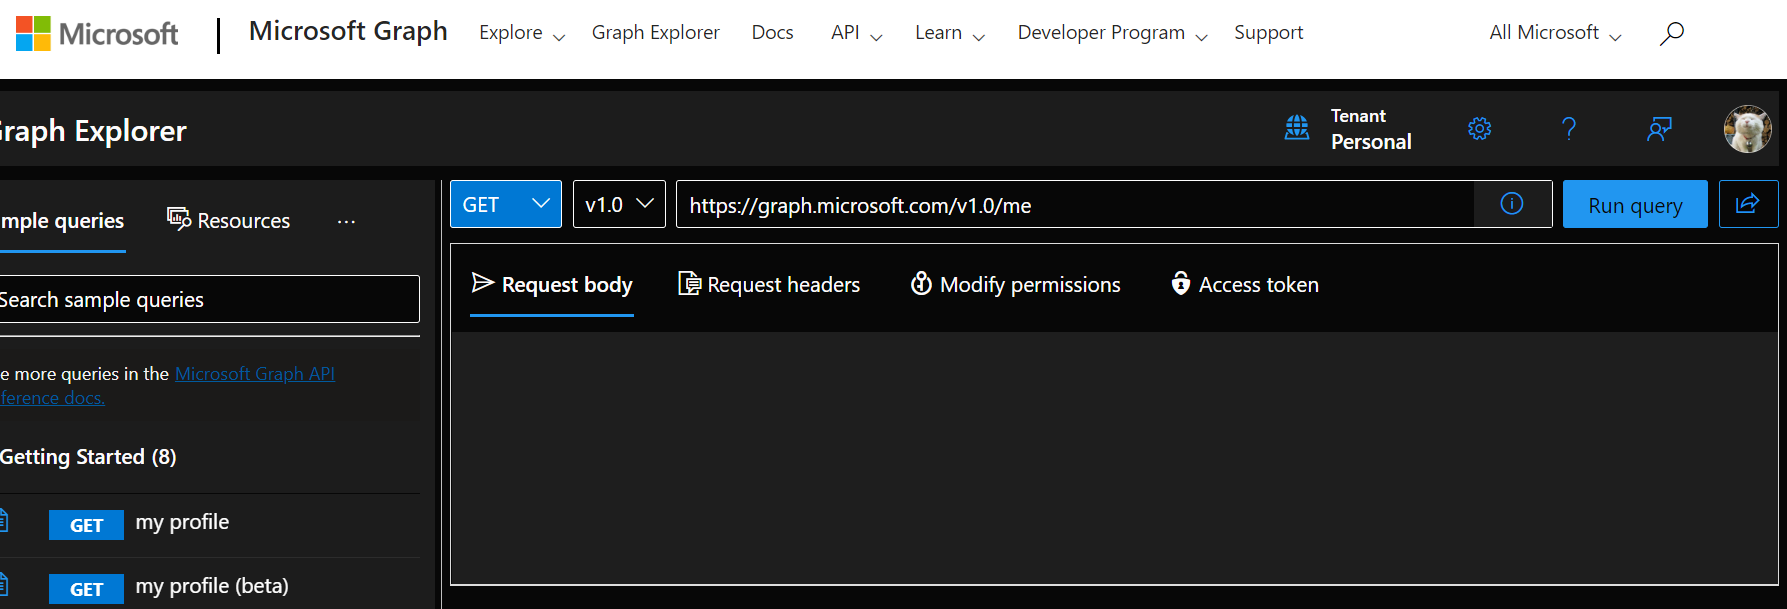 Microsoft
Microsoft Graph
Explore
Graph Explorer
Docs
API
Learn
Developer Program
Support
All Microsoft
raph Explorer
Tenant
Personal
mple queries
Resources
...
GET
v1.0
https://graph.microsoft.com/v1.0/me
Run query
Search sample queries
Request body
Request headers
Modify permissions
Access token
e more queries in the Microsoft Graph API
ference docs.
Getting Started (8)
GET my profile
GET my profile (beta)